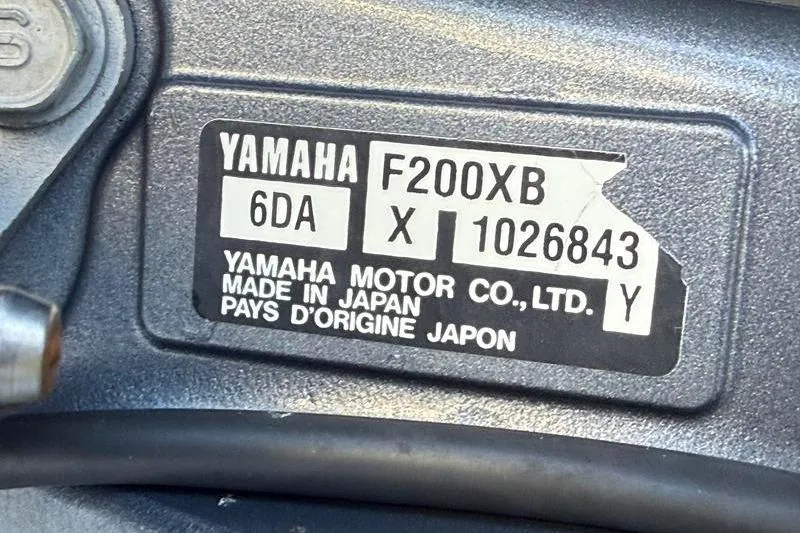 YAMAHA F200XB
6DA X 1026843
YAMAHA MOTOR CO., LTD. Y
MADE IN JAPAN
PAYS D'ORIGINE JAPON